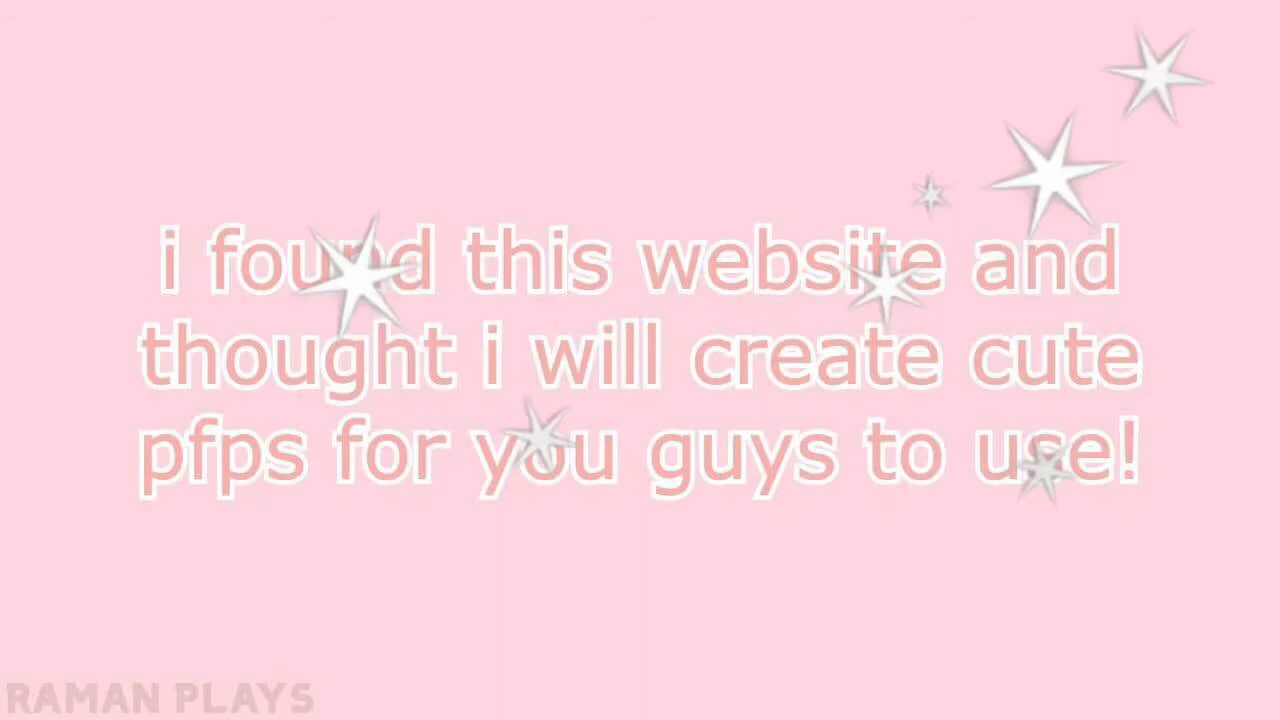 i found this website and
thought i will create cute
pfps for you guys to use!
RAMAN PLAYS